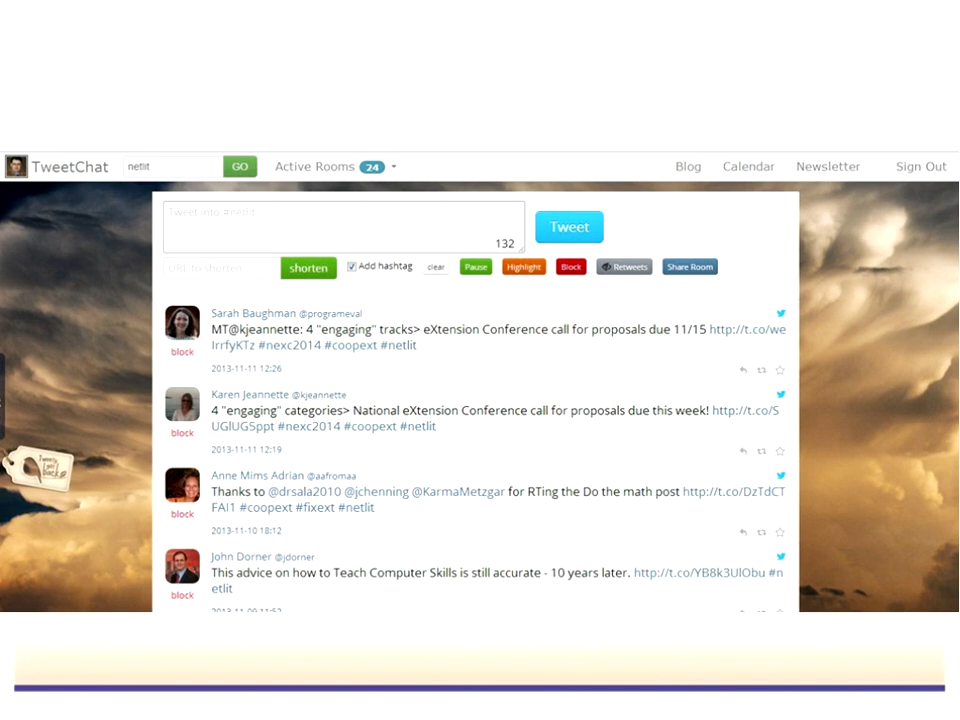 TweetChat netlit GO Active Rooms 24 Blog Calendar Newsletter Sign Out
Tweet into #netlit
132
Tweet
URL to shorten shorten Add hashtag clear Pause Highlight Block Retweets Share Room
Sarah Baughman @programeval
MT@kjeannette: 4 "engaging" tracks> eXtension Conference call for proposals due 11/15 http://t.co/we
IrrfyKTz #nexc2014 #coopext #netlit
block
2013-11-11 12:26
Karen Jeannette @kjeannette
4 "engaging" categories> National eXtension Conference call for proposals due this week! http://t.co/S
UGlUG5ppt #nexc2014 #coopext #netlit
block
2013-11-11 12:19
Anne Mims Adrian @aafromaa
Thanks to @drsala2010 @jchenning @KarmaMetzgar for RTing the Do the math post http://t.co/DzTdCT
FAI1 #coopext #fixext #netlit
block
2013-11-10 18:12
John Dorner @jdorner
This advice on how to Teach Computer Skills is still accurate - 10 years later. http://t.co/YB8k3UlObu #n
etlit
block
2013-11-09 11:52